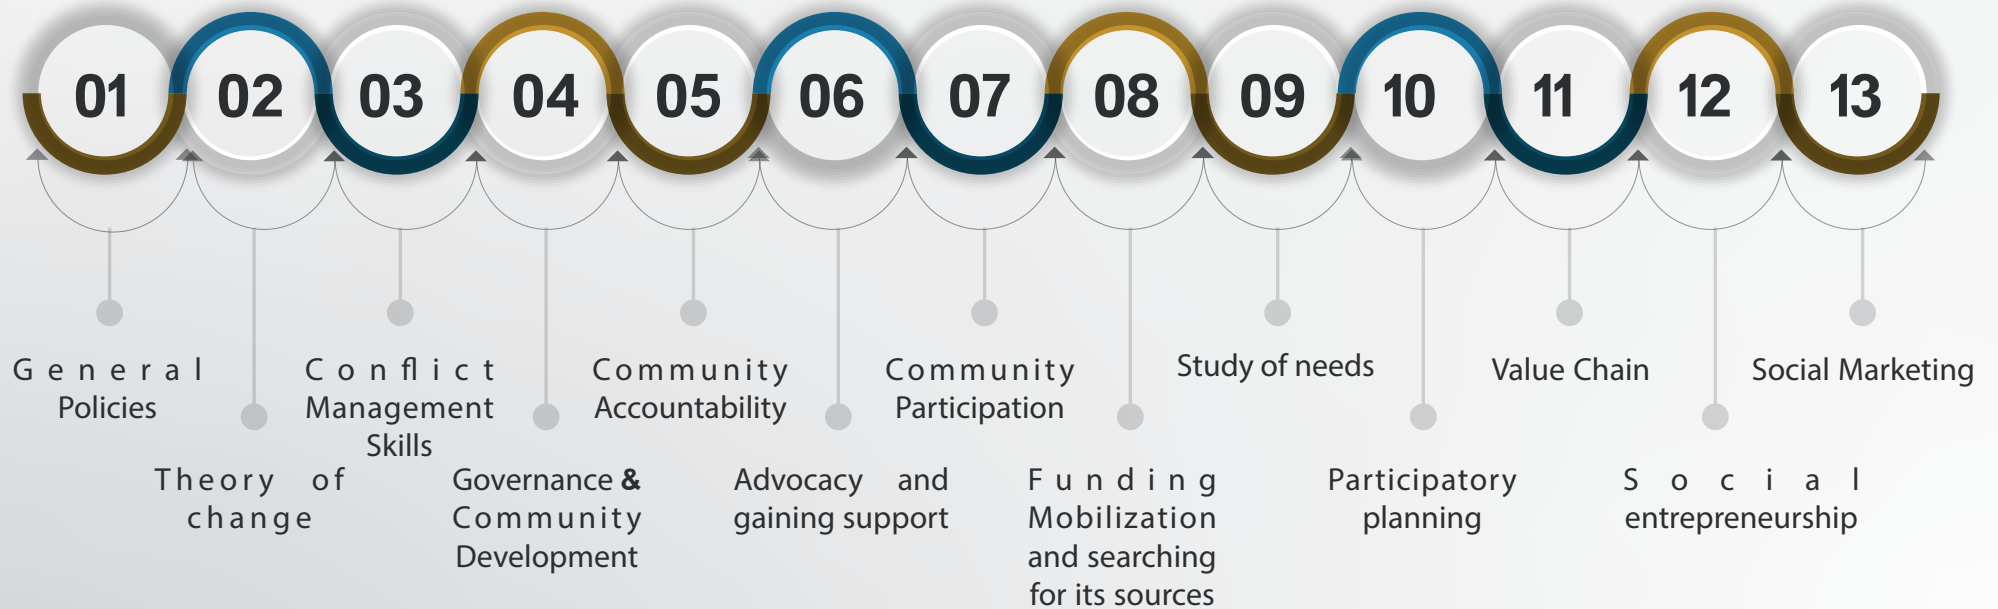 01
02
03
04
05
06
07
08
09
10
11
12
13
General
Policies
Theory of
change
Conflict
Management
Skills
Governance &
Community
Development
Community
Accountability
Advocacy and
gaining support
Community
Participation
Funding
Mobilization
and searching
for its sources
Study of needs
Participatory
planning
Value Chain
Social
entrepreneurship
Social Marketing